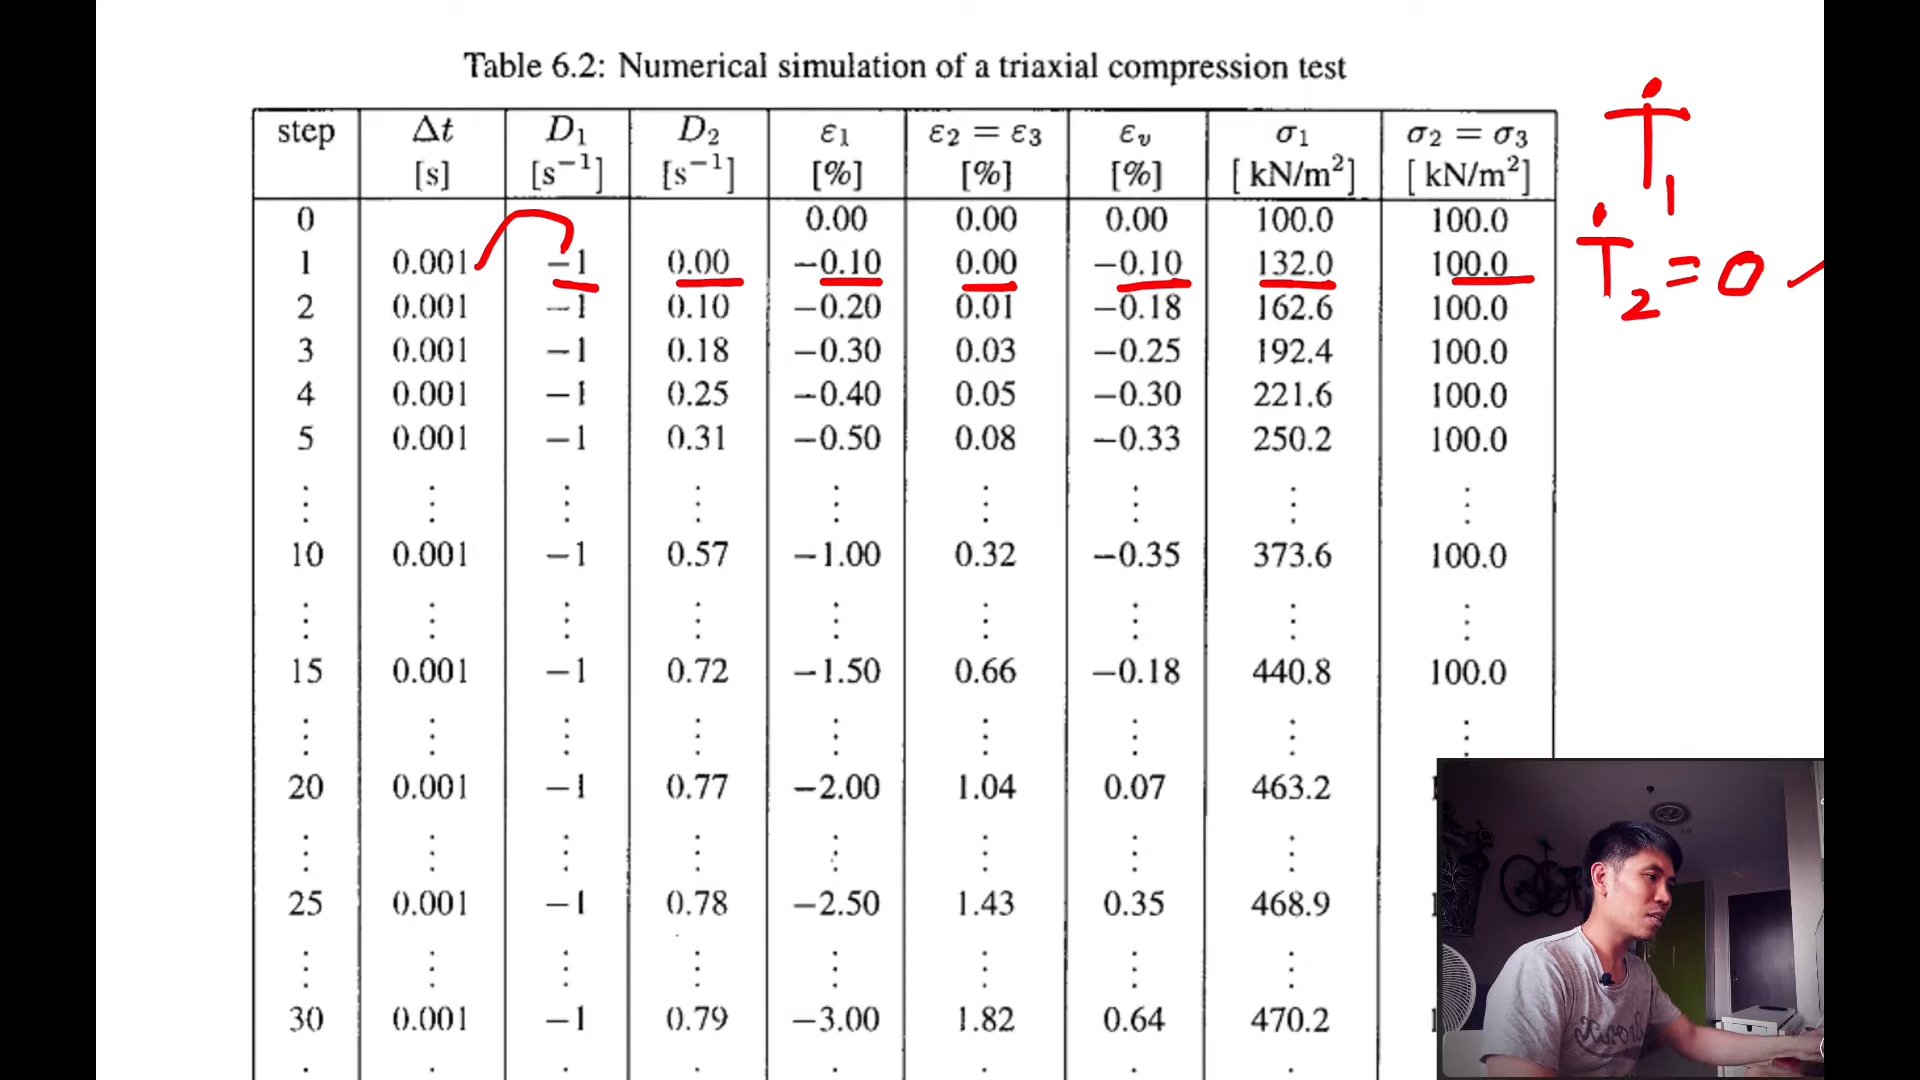 Table 6.2: Numerical simulation of a triaxial compression test
step Δt D₁ D₂ ε₁ ε₂ = ε₃ εᵥ σ₁ σ₂ = σ₃
[s] [s⁻¹] [s⁻¹] [%] [%] [%] [ kN/m²] [ kN/m²]
0 0.00 0.00 0.00 100.0 100.0
1 0.001 −1 0.00 −0.10 0.00 −0.10 132.0 100.0
2 0.001 −1 0.10 −0.20 0.01 −0.18 162.6 100.0
3 0.001 −1 0.18 −0.30 0.03 −0.25 192.4 100.0
4 0.001 −1 0.25 −0.40 0.05 −0.30 221.6 100.0
5 0.001 −1 0.31 −0.50 0.08 −0.33 250.2 100.0
⋮ ⋮ ⋮ ⋮ ⋮ ⋮ ⋮ ⋮ ⋮
10 0.001 −1 0.57 −1.00 0.32 −0.35 373.6 100.0
⋮ ⋮ ⋮ ⋮ ⋮ ⋮ ⋮ ⋮ ⋮
15 0.001 −1 0.72 −1.50 0.66 −0.18 440.8 100.0
⋮ ⋮ ⋮ ⋮ ⋮ ⋮ ⋮ ⋮ ⋮
20 0.001 −1 0.77 −2.00 1.04 0.07 463.2
⋮ ⋮ ⋮ ⋮ ⋮ ⋮ ⋮ ⋮
25 0.001 −1 0.78 −2.50 1.43 0.35 468.9
⋮ ⋮ ⋮ ⋮ ⋮ ⋮ ⋮ ⋮
30 0.001 −1 0.79 −3.00 1.82 0.64 470.2
Ṫ₁
Ṫ₂ = 0